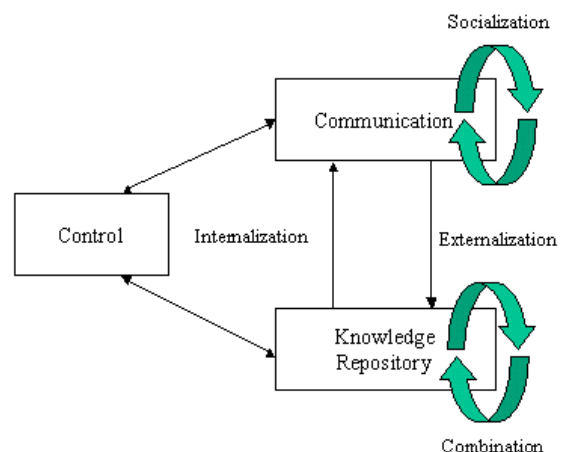 Socialization
Communication
Control
Internalization
Externalization
Knowledge
Repository
Combination